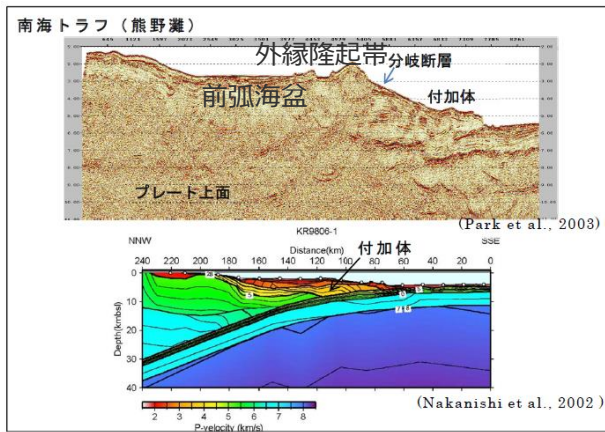 南海トラフ（熊野灘）
外縁隆起帯
分岐断層
前弧海盆
付加体
プレート上面
(Park et al., 2003)
KR9806-1
NNW
Distance(km)
SSE
付加体
240 220 200 180 160 140 120 100 80 60 40 20 0
Depth(kmbsl)
0
10
20
30
40
2 3 4 5 6 7 8
P-velocity (km/s)
(Nakanishi et al., 2002)